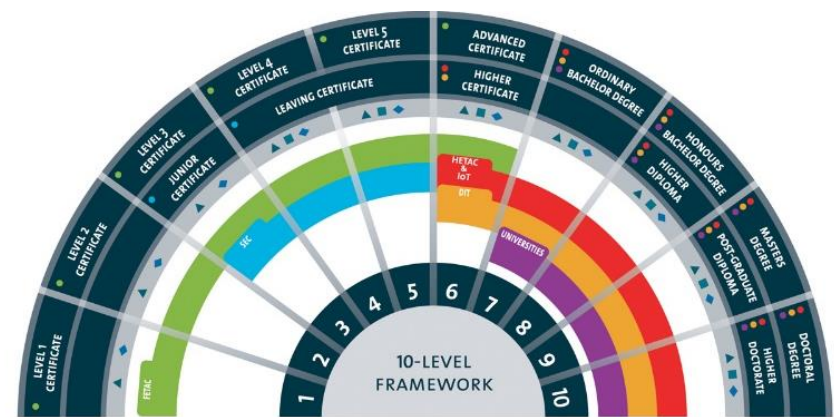 LEVEL 1
CERTIFICATE
LEVEL 2
CERTIFICATE
LEVEL 3
CERTIFICATE
JUNIOR
CERTIFICATE
LEVEL 4
CERTIFICATE
LEVEL 5
CERTIFICATE
LEAVING CERTIFICATE
ADVANCED
CERTIFICATE
HIGHER
CERTIFICATE
ORDINARY
BACHELOR DEGREE
HONOURS
BACHELOR DEGREE
HIGHER
DIPLOMA
MASTERS
DEGREE
POST-GRADUATE
DIPLOMA
DOCTORAL
DEGREE
HIGHER
DOCTORATE
FETAC
SEC
HETAC
&
IoT
DIT
UNIVERSITIES
1
2
3
4
5
6
7
8
9
10
10-LEVEL
FRAMEWORK